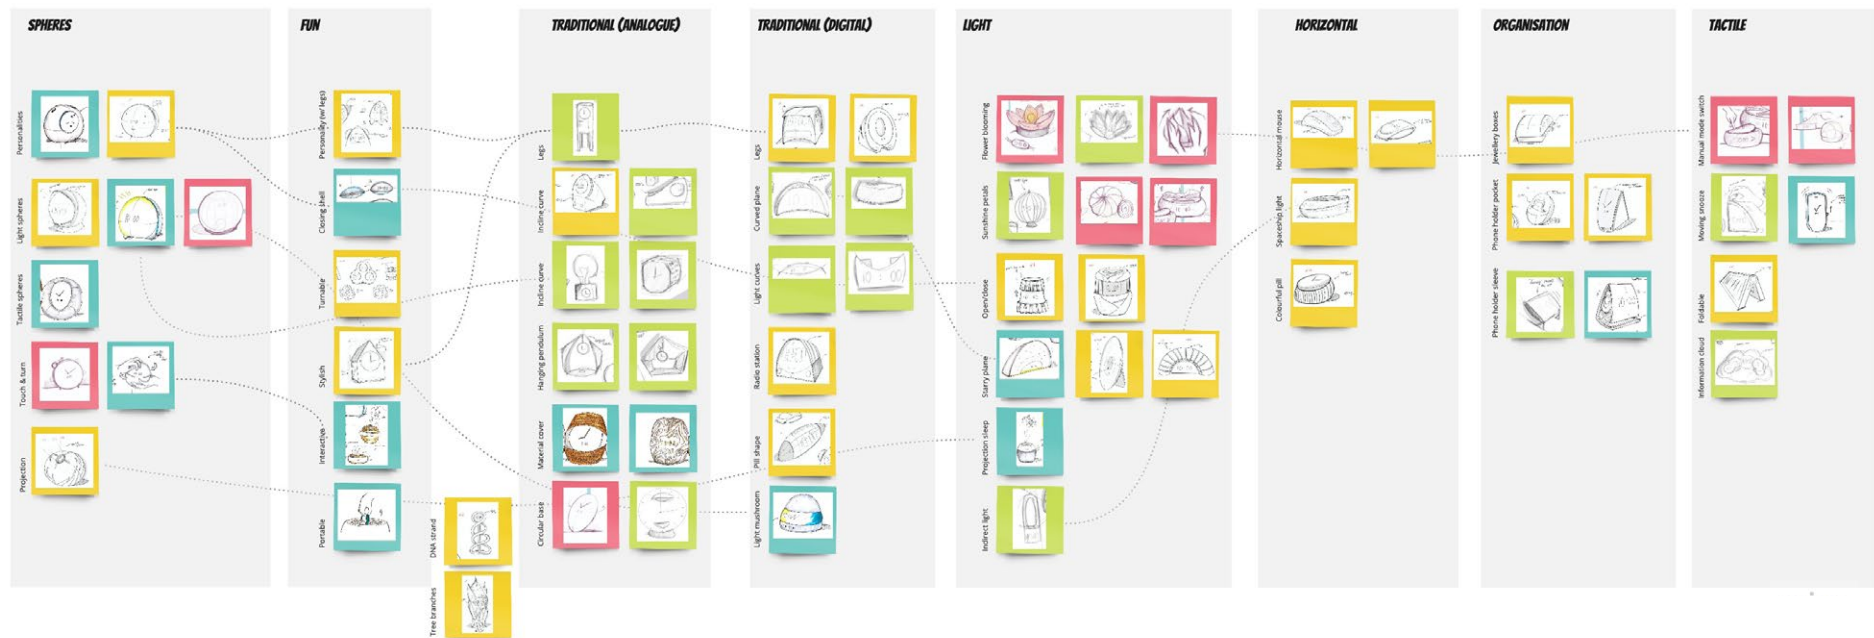 SPHERES
Personalities
Light spheres
Tactile spheres
Touch & turn
Projection
FUN
Personality (w/ legs)
Closing shell
Turnable
Stylish
Interactive
Portable
DNA strand
Tree branches
TRADITIONAL (ANALOGUE)
Legs
Incline curve
Incline curve
Hanging pendulum
Material cover
Circular base
TRADITIONAL (DIGITAL)
Legs
Curved plane
Light curves
Radio station
Pill shape
Light mushroom
LIGHT
Flower blooming
Sunshine petals
Open/close
Starry plane
Projection sleep
Indirect light
HORIZONTAL
Horizontal mouse
Spaceship light
Colourful pill
ORGANISATION
Jewellery boxes
Phone holder pocket
Phone holder sleeve
TACTILE
Manual mode switch
Moving snooze
Foldable
Information cloud